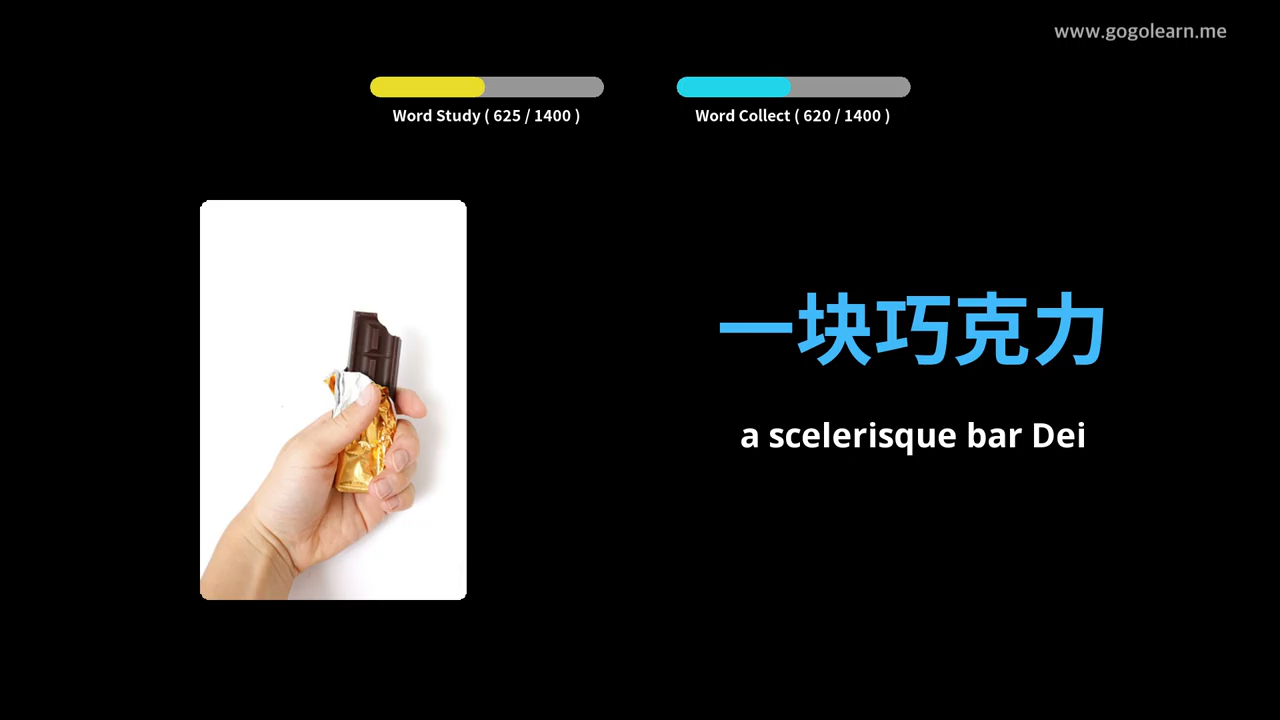 www.gogolearn.me
Word Study ( 625 / 1400 )
Word Collect ( 620 / 1400 )
一块巧克力
a scelerisque bar Dei